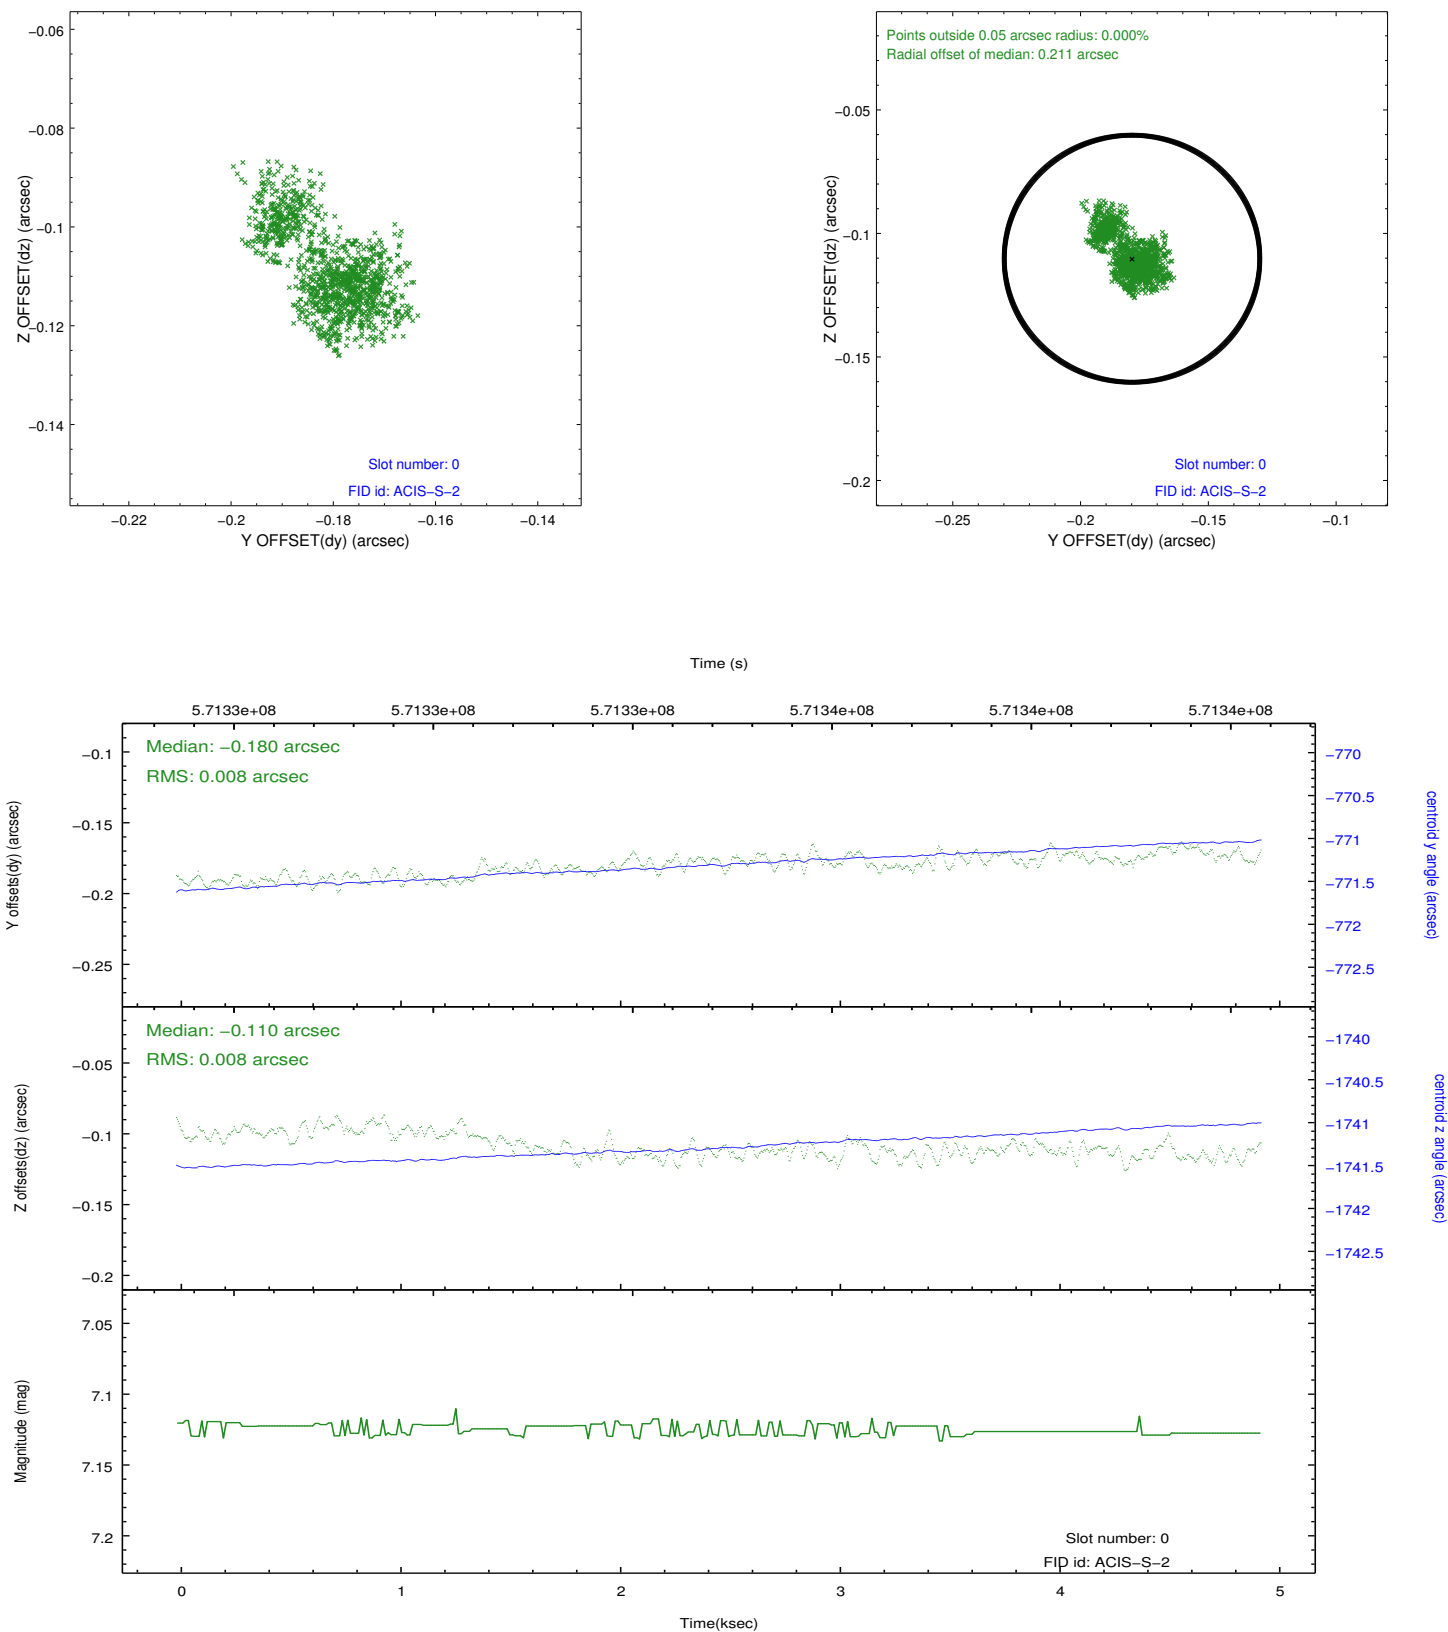 −0.06
−0.08
−0.1
−0.12
−0.14
Z OFFSET(dz) (arcsec)
Slot number: 0
FID id: ACIS−S−2
−0.22
−0.2
−0.18
−0.16
−0.14
Y OFFSET(dy) (arcsec)
Points outside 0.05 arcsec radius: 0.000%
Radial offset of median: 0.211 arcsec
−0.05
−0.1
−0.15
−0.2
Z OFFSET(dz) (arcsec)
Slot number: 0
FID id: ACIS−S−2
−0.25
−0.2
−0.15
−0.1
Y OFFSET(dy) (arcsec)
Time (s)
5.7133e+08
5.7133e+08
5.7133e+08
5.7134e+08
5.7134e+08
5.7134e+08
Median: −0.180 arcsec
RMS: 0.008 arcsec
−0.1
−0.15
−0.2
−0.25
Y offsets(dy) (arcsec)
−770
−770.5
−771
−771.5
−772
−772.5
centroid y angle (arcsec)
Median: −0.110 arcsec
RMS: 0.008 arcsec
−0.05
−0.1
−0.15
−0.2
Z offsets(dz) (arcsec)
−1740
−1740.5
−1741
−1741.5
−1742
−1742.5
centroid z angle (arcsec)
7.05
7.1
7.15
7.2
Magnitude (mag)
Slot number: 0
FID id: ACIS−S−2
0
1
2
3
4
5
Time(ksec)